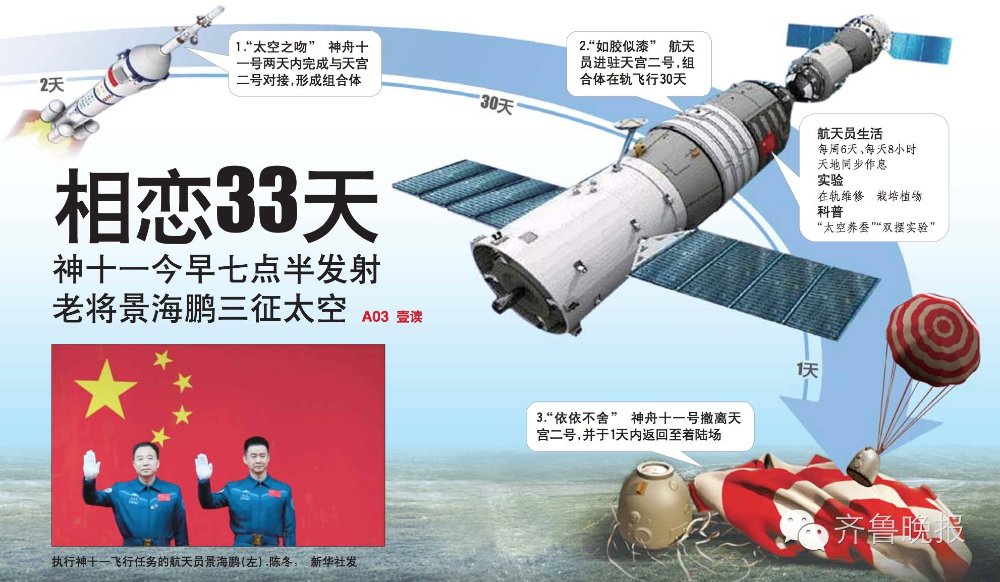 2天
1.“太空之吻” 神舟十
一号两天内完成与天宫
二号对接,形成组合体
30天
2.“如胶似漆” 航天
员进驻天宫二号,组
合体在轨飞行30天
航天员生活
每周6天、每天8小时
天地同步作息
实验
在轨维修 栽培植物
科普
“太空养蚕”“双摆实验”
相恋33天
神十一今早七点半发射
老将景海鹏三征太空
A03 壹读
1天
3.“依依不舍” 神舟十一号撤离天
宫二号,并于1天内返回至着陆场
执行神十一飞行任务的航天员景海鹏(左)、陈冬。 新华社发
齐鲁晚报